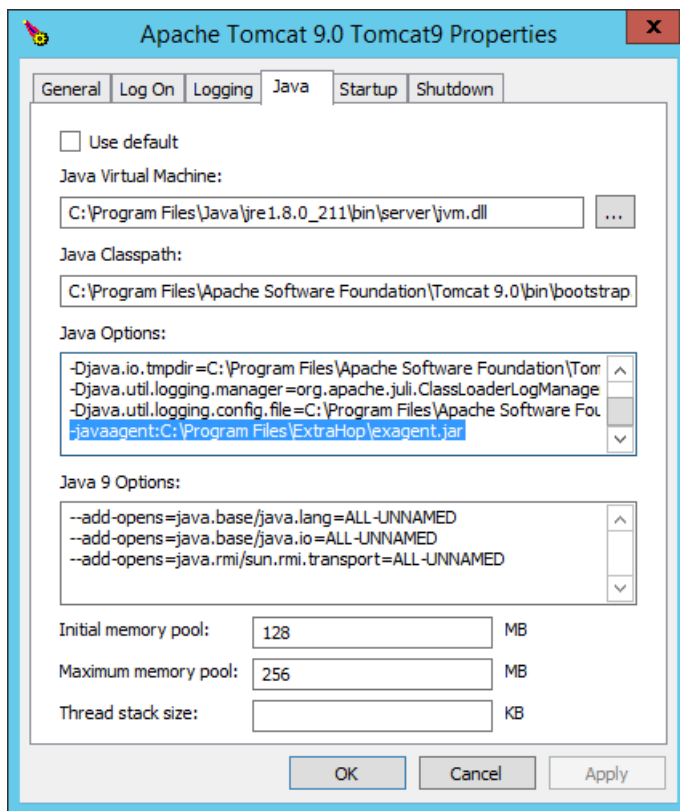 Apache Tomcat 9.0 Tomcat9 Properties
x
General Log On Logging Java Startup Shutdown
Use default
Java Virtual Machine:
C:\Program Files\Java\jre1.8.0_211\bin\server\jvm.dll
...
Java Classpath:
C:\Program Files\Apache Software Foundation\Tomcat 9.0\bin\bootstrap
Java Options:
-Djava.io.tmpdir=C:\Program Files\Apache Software Foundation\Tom
-Djava.util.logging.manager=org.apache.juli.ClassLoaderLogManage
-Djava.util.logging.config.file=C:\Program Files\Apache Software Fou
-javaagent:C:\Program Files\ExtraHop\exagent.jar
Java 9 Options:
--add-opens=java.base/java.lang=ALL-UNNAMED
--add-opens=java.base/java.io=ALL-UNNAMED
--add-opens=java.rmi/sun.rmi.transport=ALL-UNNAMED
Initial memory pool: 128 MB
Maximum memory pool: 256 MB
Thread stack size: KB
OK Cancel Apply